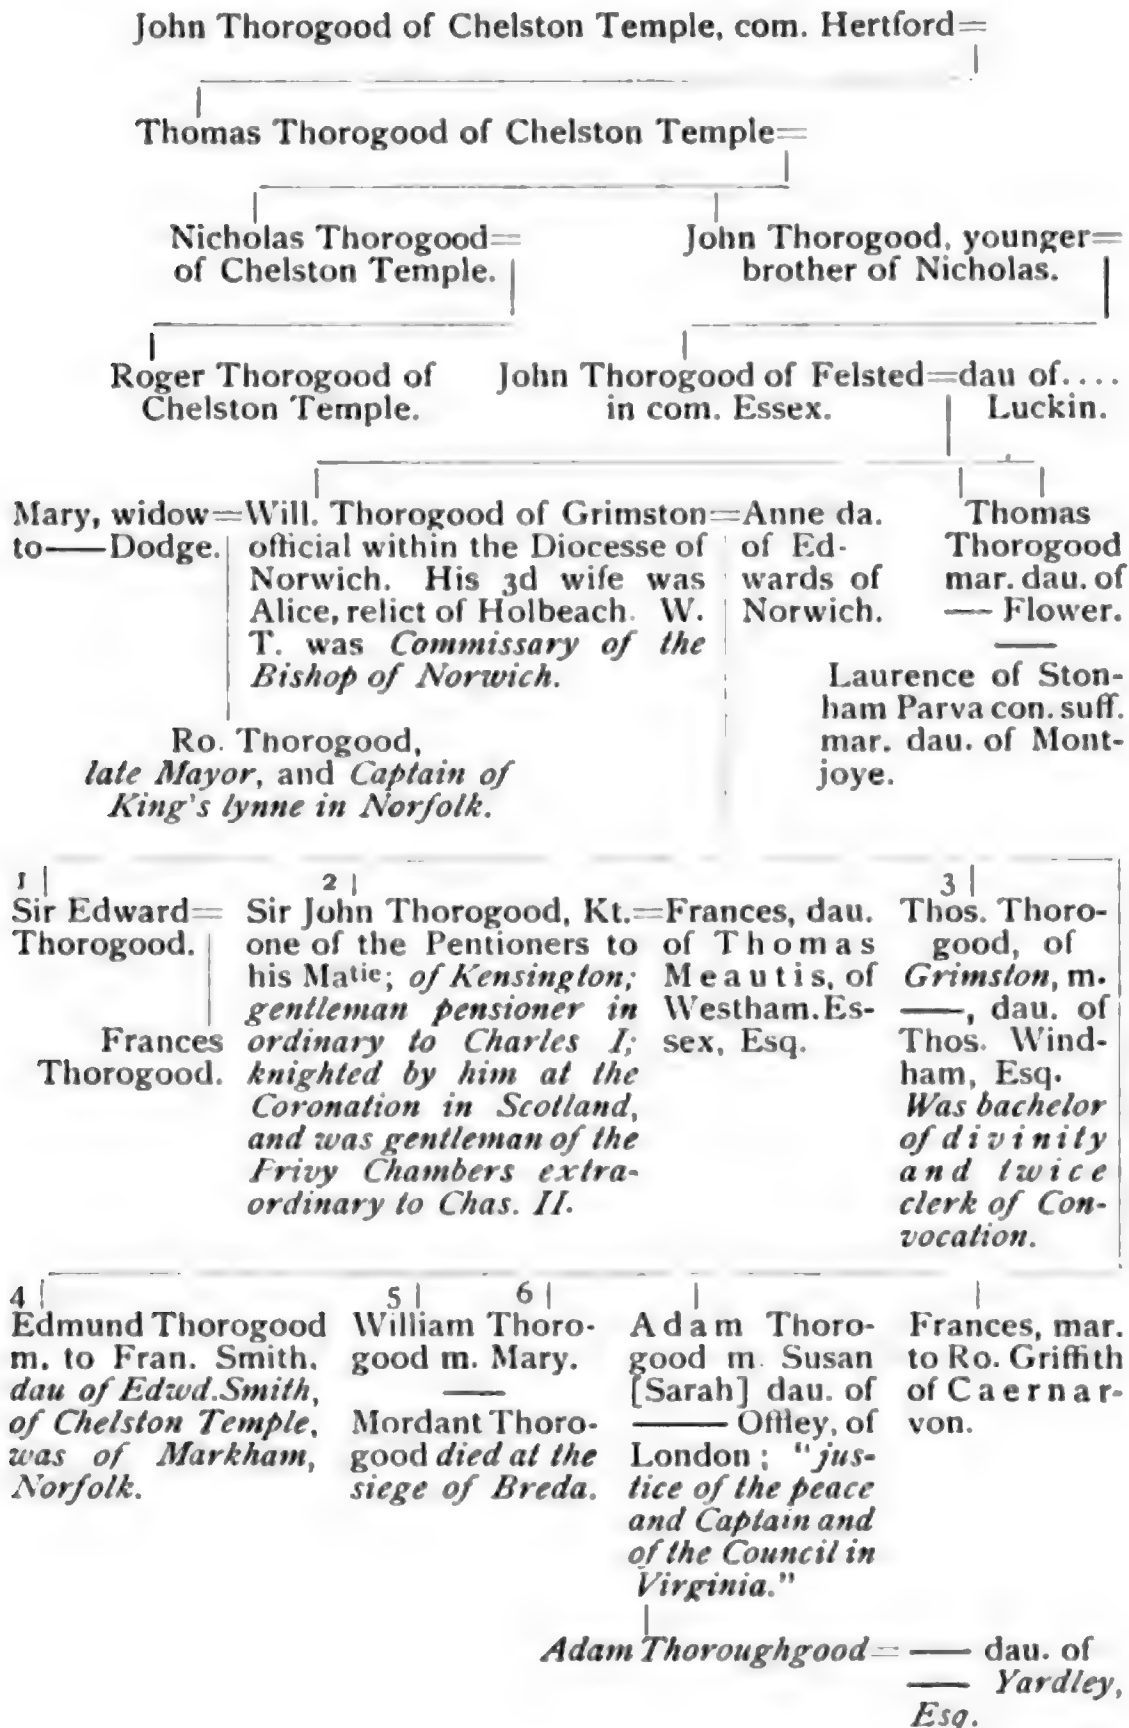 John Thorogood of Chelston Temple, com. Hertford=
Thomas Thorogood of Chelston Temple=
Nicholas Thorogood=
of Chelston Temple.
John Thorogood, younger=
brother of Nicholas.
Roger Thorogood of
Chelston Temple.
John Thorogood of Felsted=dau of....
in com. Essex. Luckin.
Mary, widow=
to—Dodge.
Will. Thorogood of Grimston=
official within the Diocesse of
Norwich. His 3d wife was
Alice, relict of Holbeach. W.
T. was Commissary of the
Bishop of Norwich.
Anne da.
of Ed-
wards of
Norwich.
Thomas
Thorogood
mar. dau. of
— Flower.
—
Laurence of Ston-
ham Parva con. suff.
mar. dau. of Mont-
joye.
Ro. Thorogood,
late Mayor, and Captain of
King's lynne in Norfolk.
1
Sir Edward=
Thorogood.
Frances
Thorogood.
2
Sir John Thorogood, Kt.=
one of the Pentioners to
his Matie; of Kensington;
gentleman pensioner in
ordinary to Charles I;
knighted by him at the
Coronation in Scotland,
and was gentleman of the
Privy Chambers extra-
ordinary to Chas. II.
Frances, dau.
of Thomas
Meautis, of
Westham. Es-
sex, Esq.
3
Thos. Thoro-
good, of
Grimston, m.
——, dau. of
Thos. Wind-
ham, Esq.
Was bachelor
of divinity
and twice
clerk of Con-
vocation.
4
Edmund Thorogood
m. to Fran. Smith,
dau of Edwd. Smith,
of Chelston Temple,
was of Markham,
Norfolk.
5 6
William Thoro-
good m. Mary.
—
Mordant Thoro-
good died at the
siege of Breda.
Adam Thoro-
good m. Susan
[Sarah] dau. of
—— Offley, of
London; "jus-
tice of the peace
and Captain and
of the Council in
Virginia."
Frances, mar.
to Ro. Griffith
of Caernar-
von.
Adam Thoroughgood= —— dau. of
—— Yardley,
Esq.